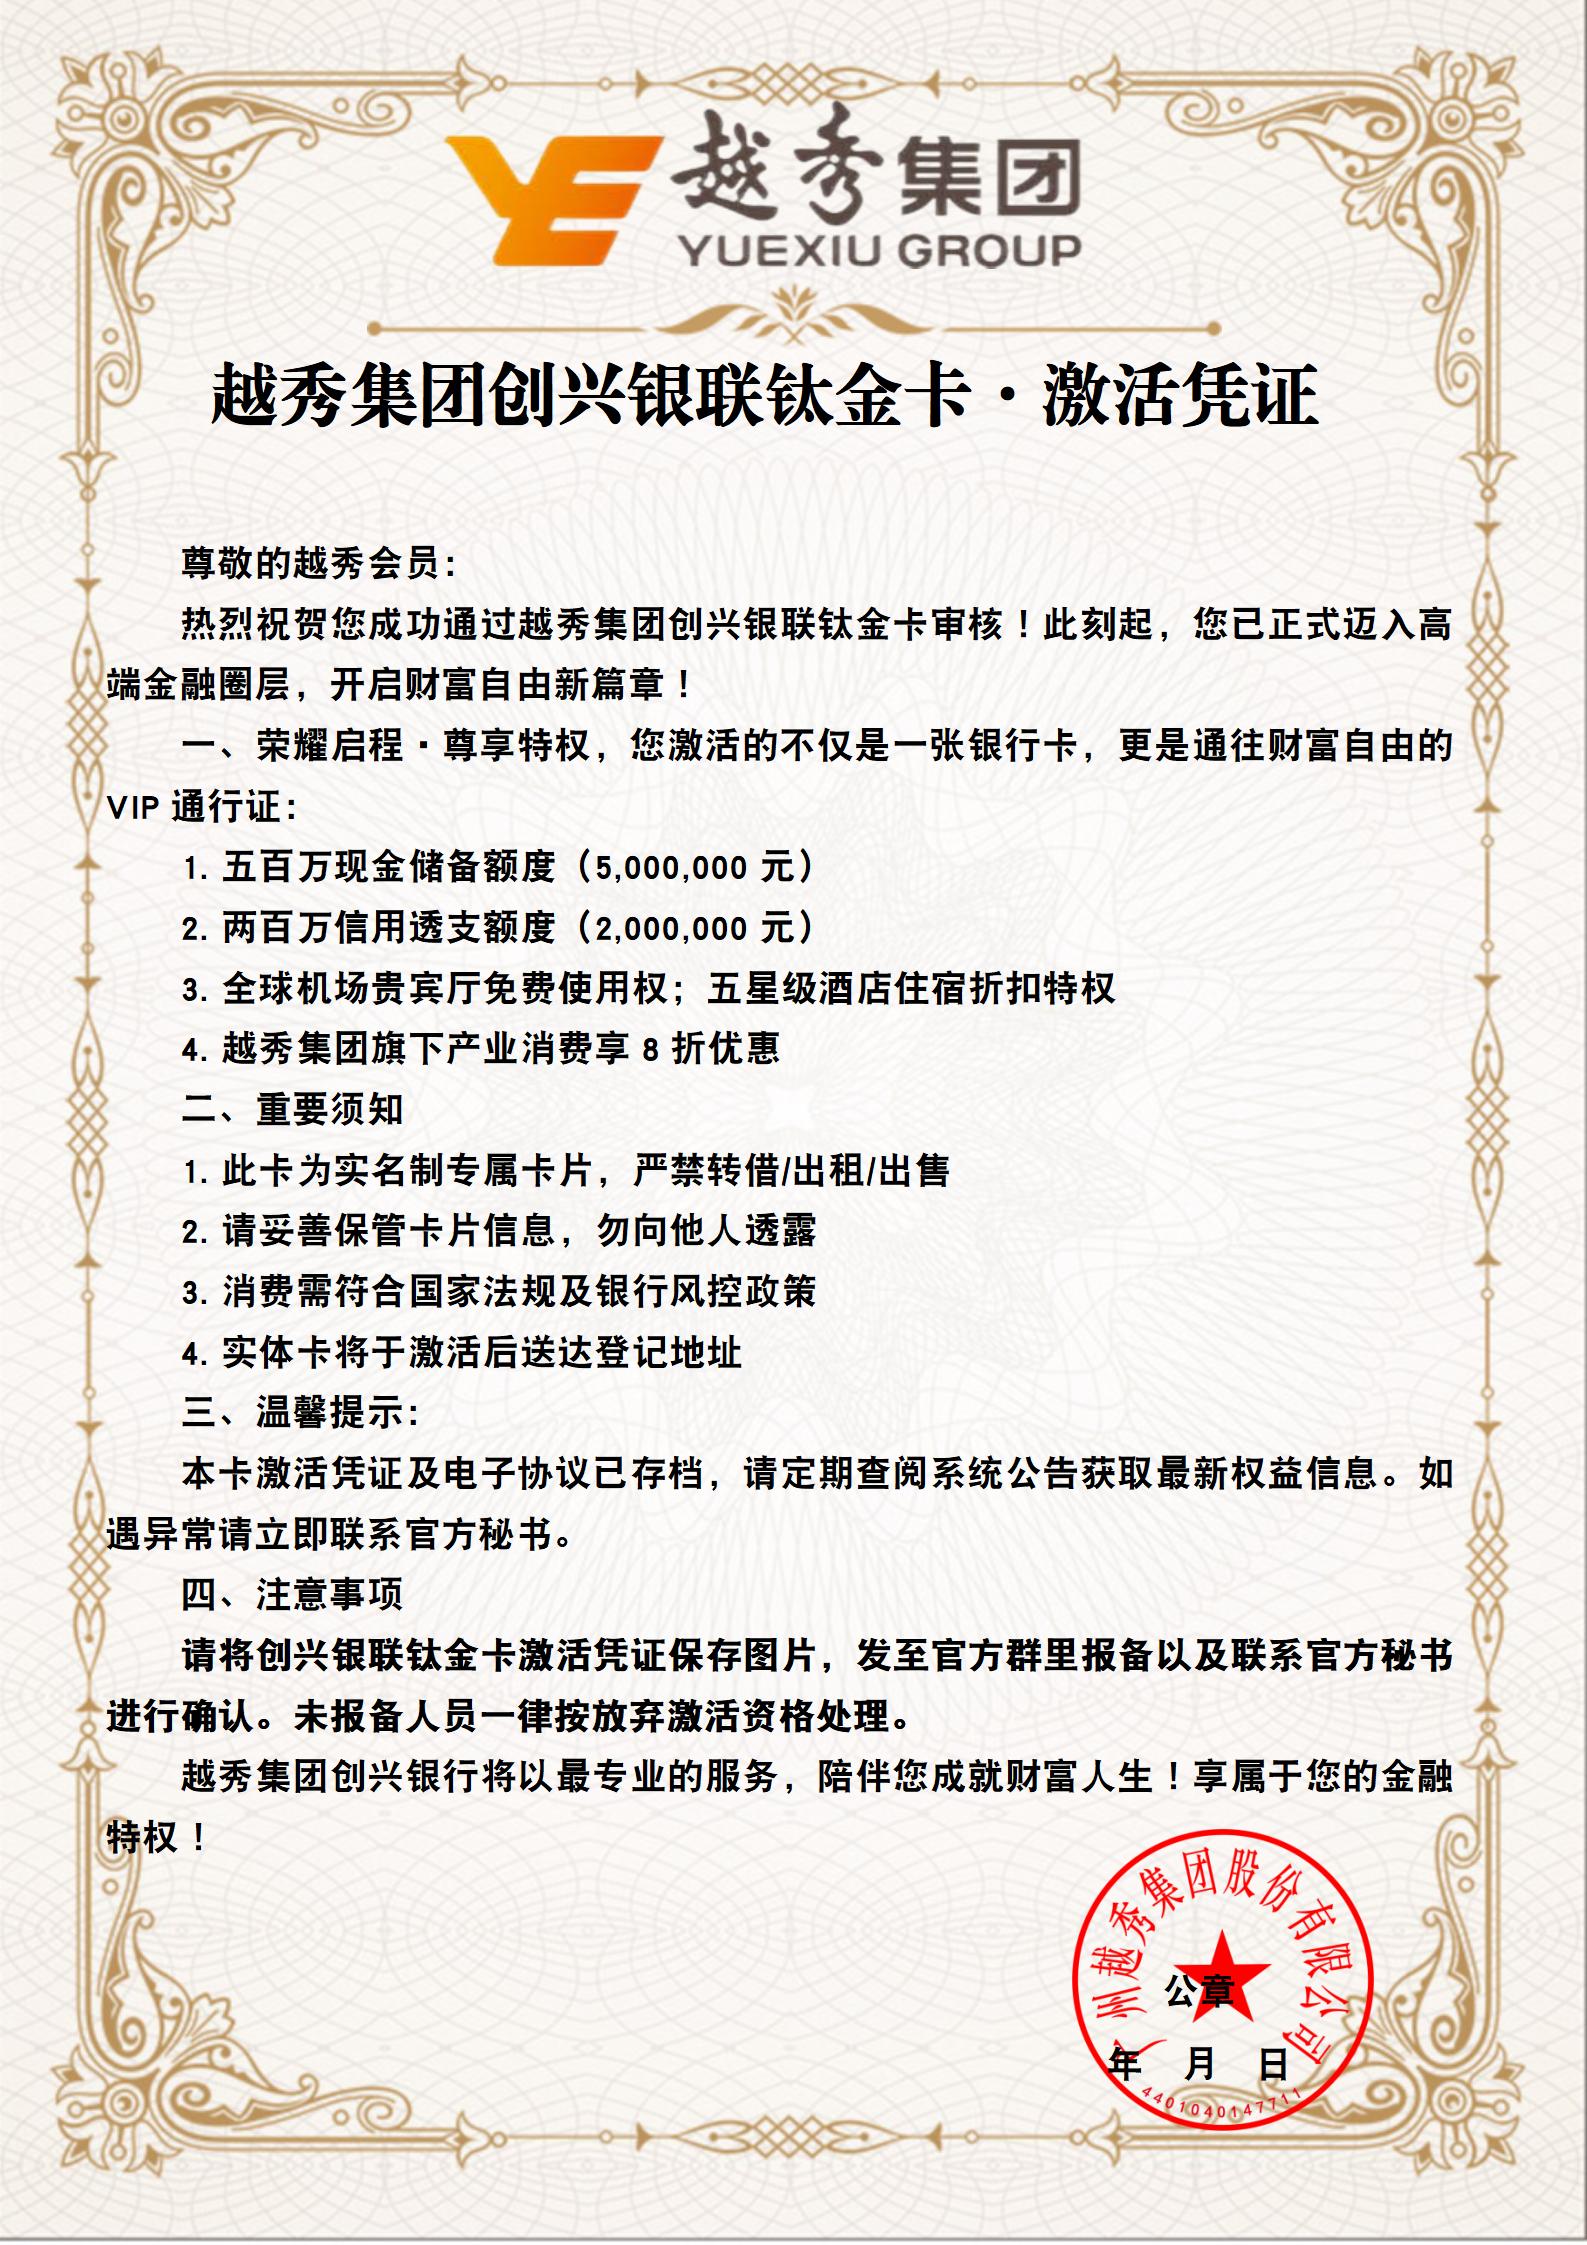 越秀集团
YUEXIU GROUP
越秀集团创兴银联钛金卡·激活凭证
尊敬的越秀会员：
热烈祝贺您成功通过越秀集团创兴银联钛金卡审核！此刻起，您已正式迈入高
端金融圈层，开启财富自由新篇章！
一、荣耀启程·尊享特权，您激活的不仅是一张银行卡，更是通往财富自由的
VIP 通行证：
1. 五百万现金储备额度（5,000,000 元）
2. 两百万信用透支额度（2,000,000 元）
3. 全球机场贵宾厅免费使用权；五星级酒店住宿折扣特权
4. 越秀集团旗下产业消费享 8 折优惠
二、重要须知
1. 此卡为实名制专属卡片，严禁转借/出租/出售
2. 请妥善保管卡片信息，勿向他人透露
3. 消费需符合国家法规及银行风控政策
4. 实体卡将于激活后送达登记地址
三、温馨提示：
本卡激活凭证及电子协议已存档，请定期查阅系统公告获取最新权益信息。如
遇异常请立即联系官方秘书。
四、注意事项
请将创兴银联钛金卡激活凭证保存图片，发至官方群里报备以及联系官方秘书
进行确认。未报备人员一律按放弃激活资格处理。
越秀集团创兴银行将以最专业的服务，陪伴您成就财富人生！享属于您的金融
特权！
广州越秀集团股份有限公司
公章
年 月 日
4401040147711